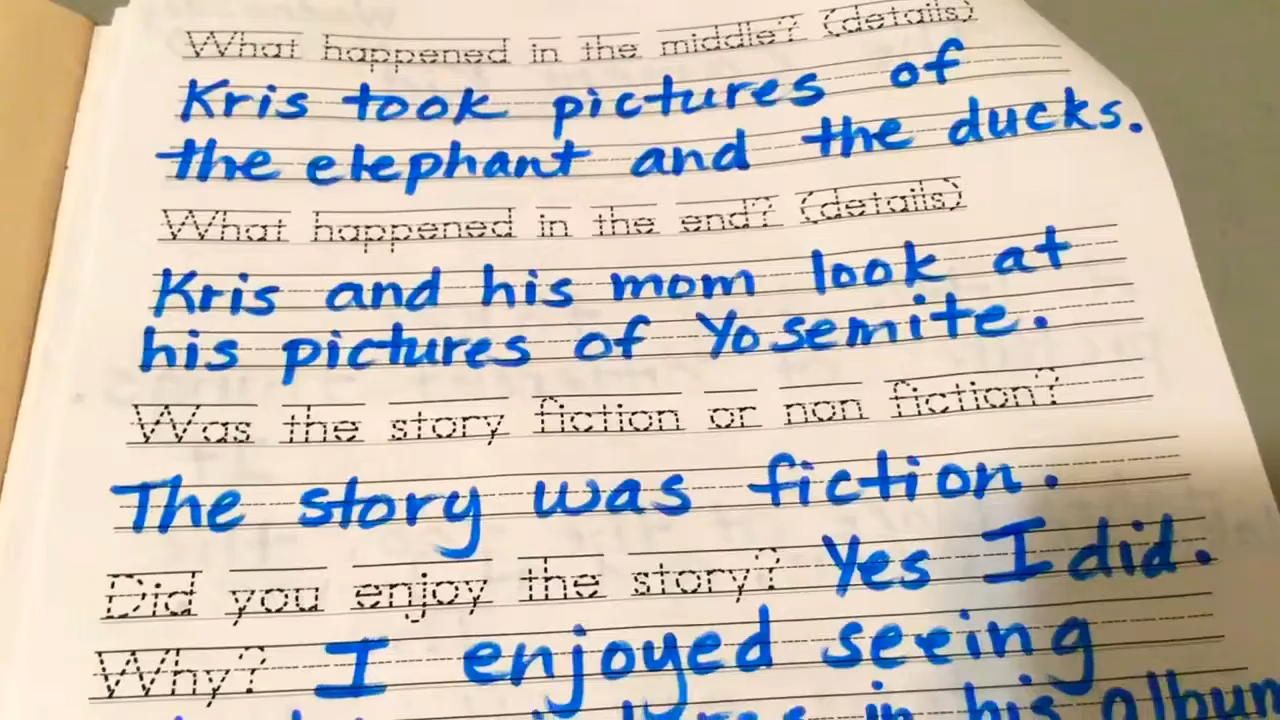 What happened in the middle? (details)
Kris took pictures of
the elephant and the ducks.
What happened in the end? (details)
Kris and his mom look at
his pictures of Yosemite.
Was the story fiction or non fiction?
The story was fiction.
Did you enjoy the story? Yes I did.
Why? I enjoyed seeing
in his album